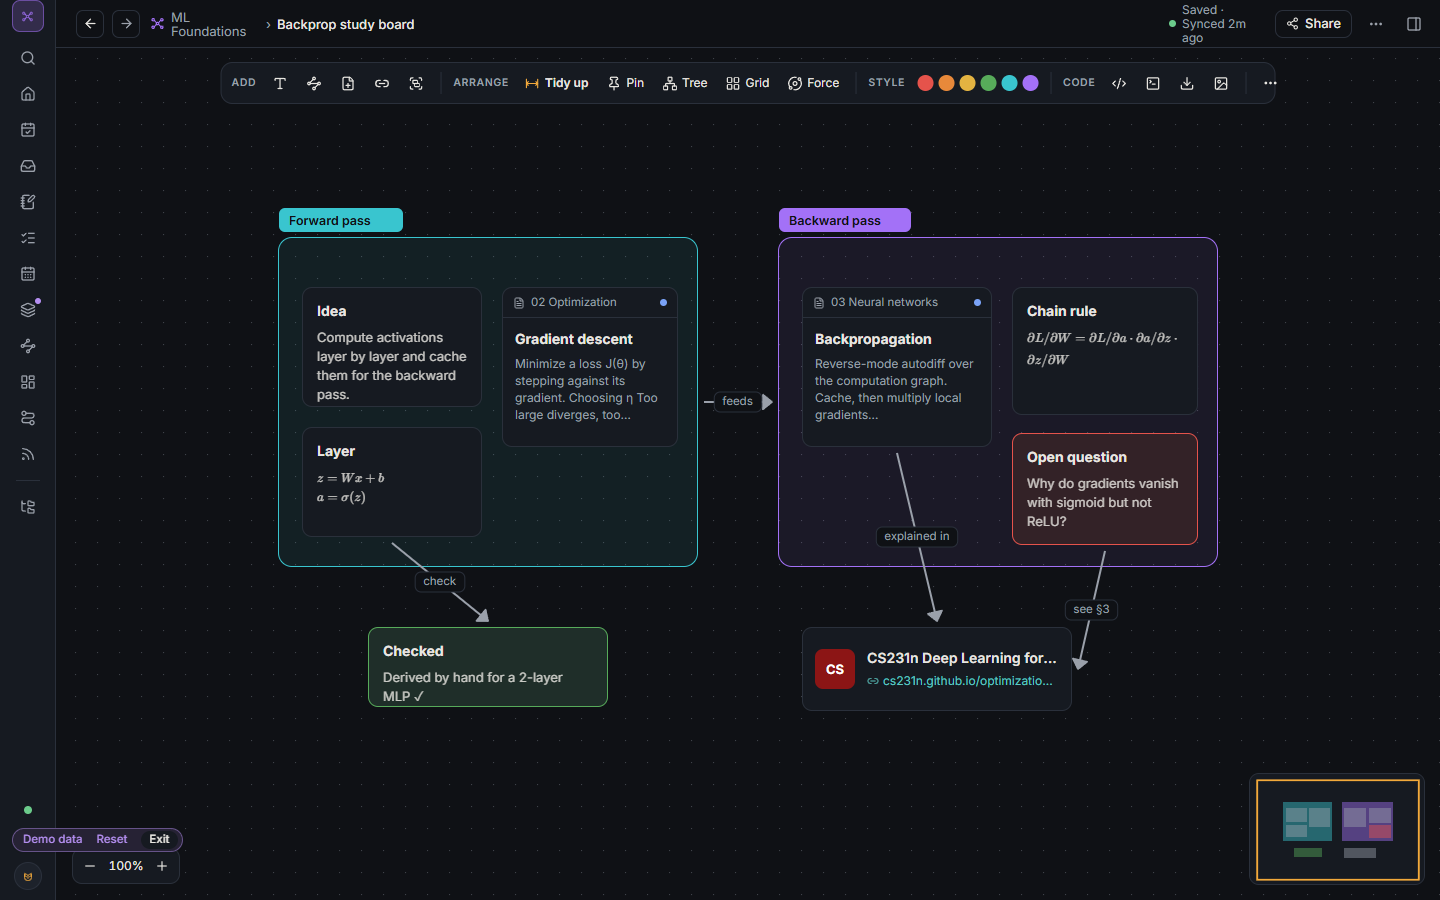 ML
Foundations
› Backprop study board
Saved ·
Synced 2m
ago
Share
ADD
ARRANGE
Tidy up
Pin
Tree
Grid
Force
STYLE
CODE
Forward pass
Idea
Compute activations
layer by layer and cache
them for the backward
pass.
02 Optimization
Gradient descent
Minimize a loss J(θ) by
stepping against its
gradient. Choosing η Too
large diverges, too...
Layer
z = Wx + b
a = σ(z)
feeds
Backward pass
03 Neural networks
Backpropagation
Reverse-mode autodiff over
the computation graph.
Cache, then multiply local
gradients...
Chain rule
∂L/∂W = ∂L/∂a · ∂a/∂z ·
∂z/∂W
Open question
Why do gradients vanish
with sigmoid but not
ReLU?
explained in
check
see §3
Checked
Derived by hand for a 2-layer
MLP ✓
CS
CS231n Deep Learning for...
cs231n.github.io/optimizatio...
Demo data
Reset
Exit
− 100% +